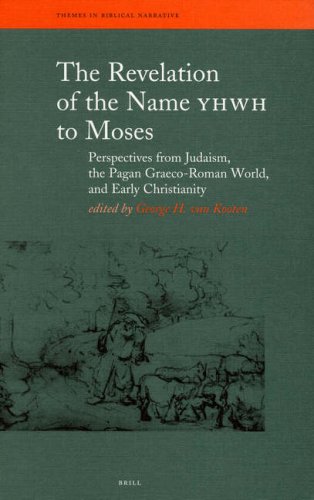 THEMES IN BIBLICAL NARRATIVE
The Revelation
of the Name YHWH
to Moses
Perspectives from Judaism,
the Pagan Graeco-Roman World,
and Early Christianity
edited by George H. van Kooten
BRILL